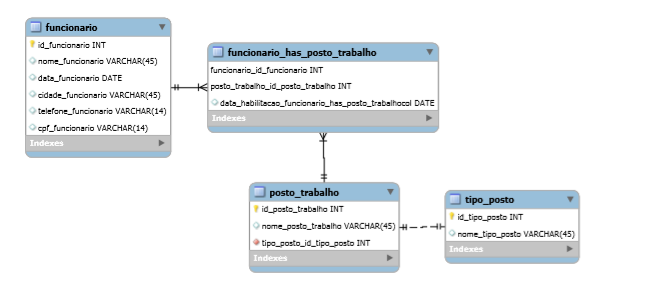 funcionario
id_funcionario INT
nome_funcionario VARCHAR(45)
data_funcionario DATE
cidade_funcionario VARCHAR(45)
telefone_funcionario VARCHAR(14)
cpf_funcionario VARCHAR(14)
Indexes
funcionario_has_posto_trabalho
funcionario_id_funcionario INT
posto_trabalho_id_posto_trabalho INT
data_habilitacao_funcionario_has_posto_trabalhocol DATE
Indexes
posto_trabalho
id_posto_trabalho INT
nome_posto_trabalho VARCHAR(45)
tipo_posto_id_tipo_posto INT
Indexes
tipo_posto
id_tipo_posto INT
nome_tipo_posto VARCHAR(45)
Indexes